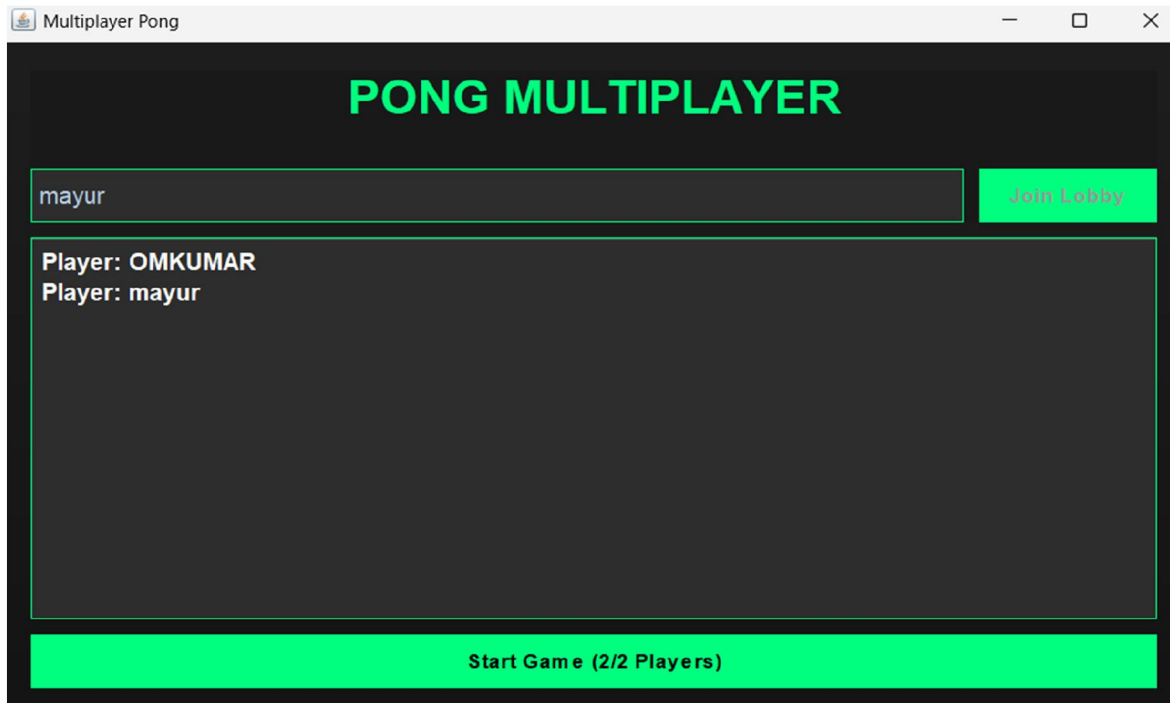 Multiplayer Pong
PONG MULTIPLAYER
mayur
Join Lobby
Player: OMKUMAR
Player: mayur
Start Game (2/2 Players)